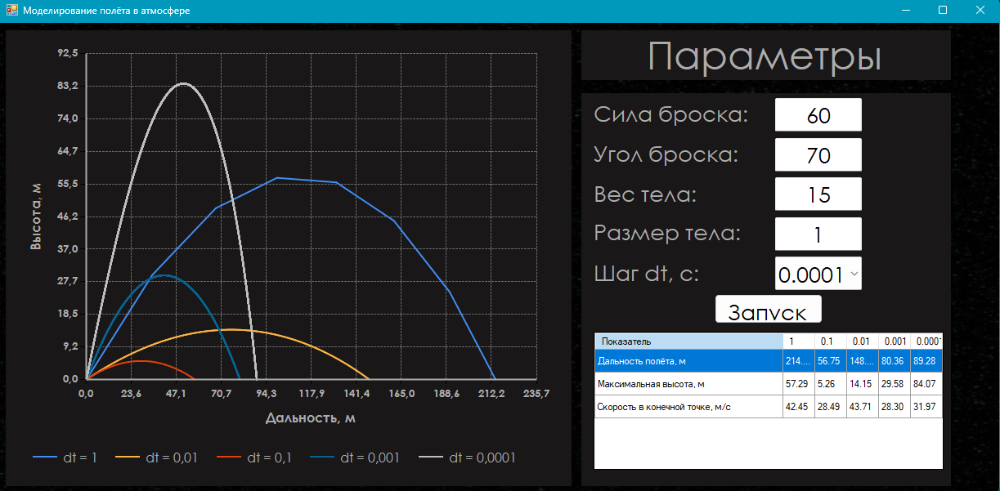 Моделирование полёта в атмосфере
92,5
83,2
74,0
64,7
55,5
46,2
37,0
27,7
18,5
9,2
0,0
Высота, м
0,0 23,6 47,1 70,7 94,3 117,9 141,4 165,0 188,6 212,2 235,7
Дальность, м
dt = 1 dt = 0,01 dt = 0,1 dt = 0,001 dt = 0,0001
Параметры
Сила броска: 60
Угол броска: 70
Вес тела: 15
Размер тела: 1
Шаг dt, с: 0.0001
Запуск
Показатель 1 0.1 0.01 0.001 0.0001
Дальность полёта, м 214.... 56.75 148.... 80.36 89.28
Максимальная высота, м 57.29 5.26 14.15 29.58 84.07
Скорость в конечной точке, м/с 42.45 28.49 43.71 28.30 31.97